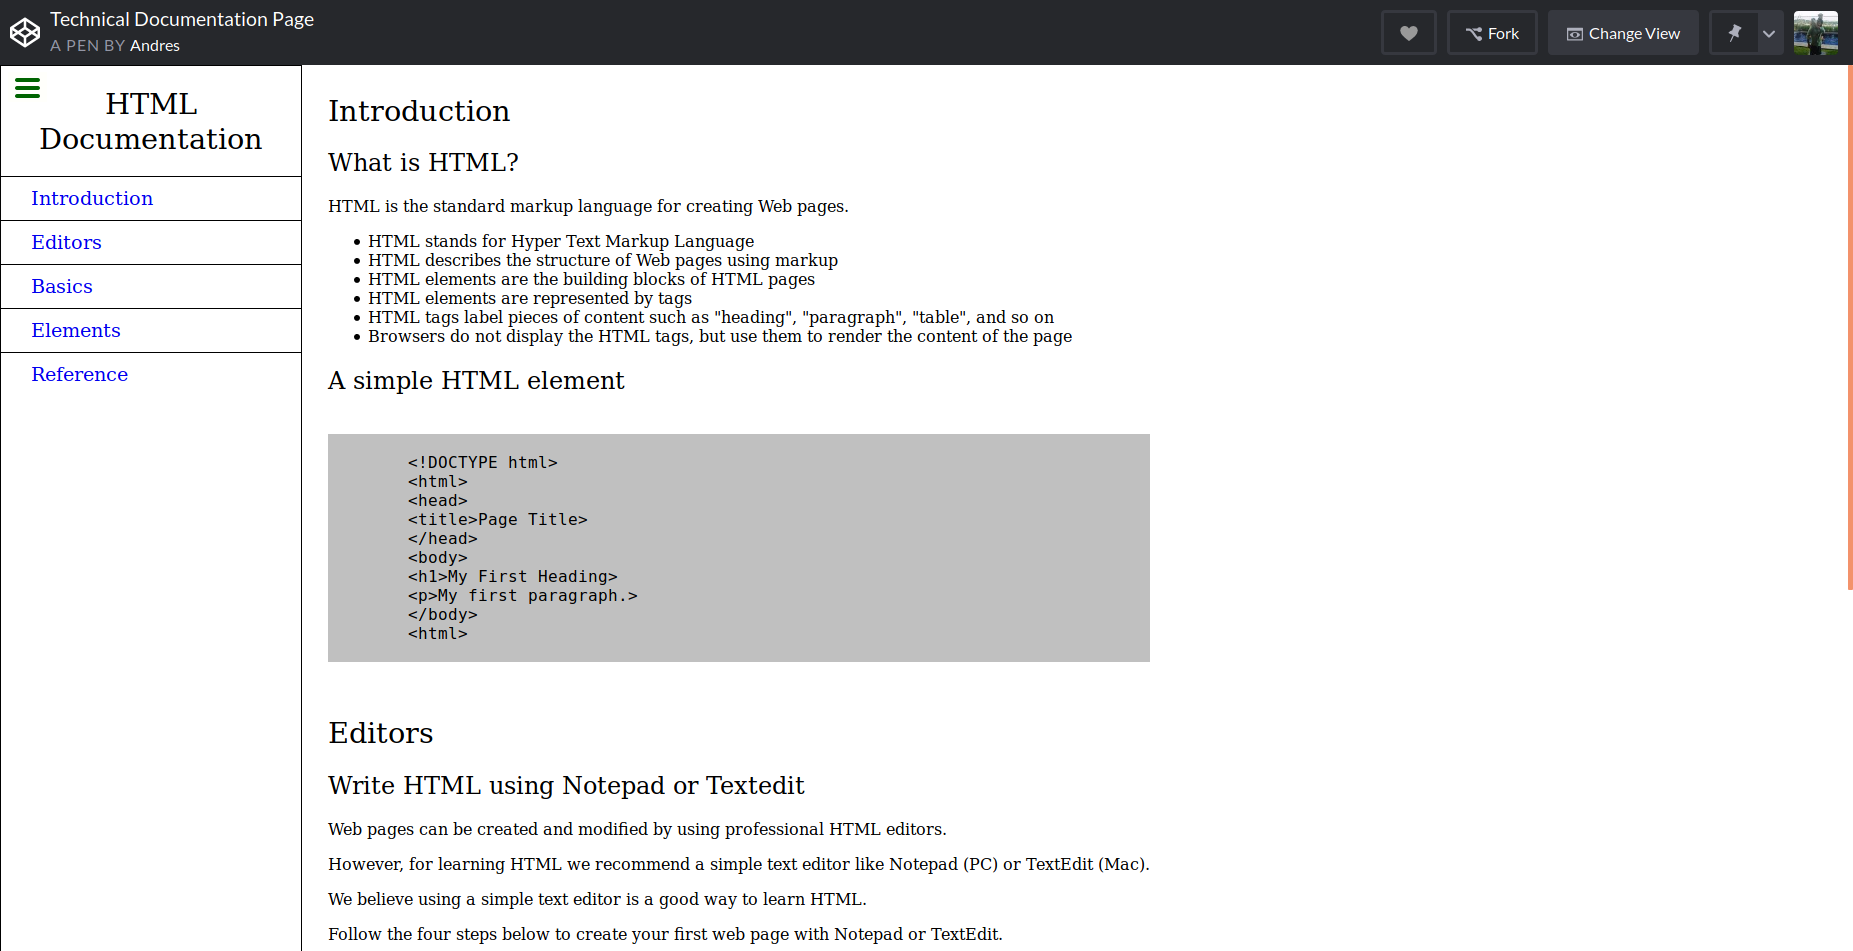 Technical Documentation Page
A PEN BY Andres
Fork
Change View
HTML
Documentation
Introduction
Editors
Basics
Elements
Reference
Introduction
What is HTML?
HTML is the standard markup language for creating Web pages.
HTML stands for Hyper Text Markup Language
HTML describes the structure of Web pages using markup
HTML elements are the building blocks of HTML pages
HTML elements are represented by tags
HTML tags label pieces of content such as "heading", "paragraph", "table", and so on
Browsers do not display the HTML tags, but use them to render the content of the page
A simple HTML element
<!DOCTYPE html>
<html>
<head>
<title>Page Title>
</head>
<body>
<h1>My First Heading>
<p>My first paragraph.>
</body>
<html>
Editors
Write HTML using Notepad or Textedit
Web pages can be created and modified by using professional HTML editors.
However, for learning HTML we recommend a simple text editor like Notepad (PC) or TextEdit (Mac).
We believe using a simple text editor is a good way to learn HTML.
Follow the four steps below to create your first web page with Notepad or TextEdit.